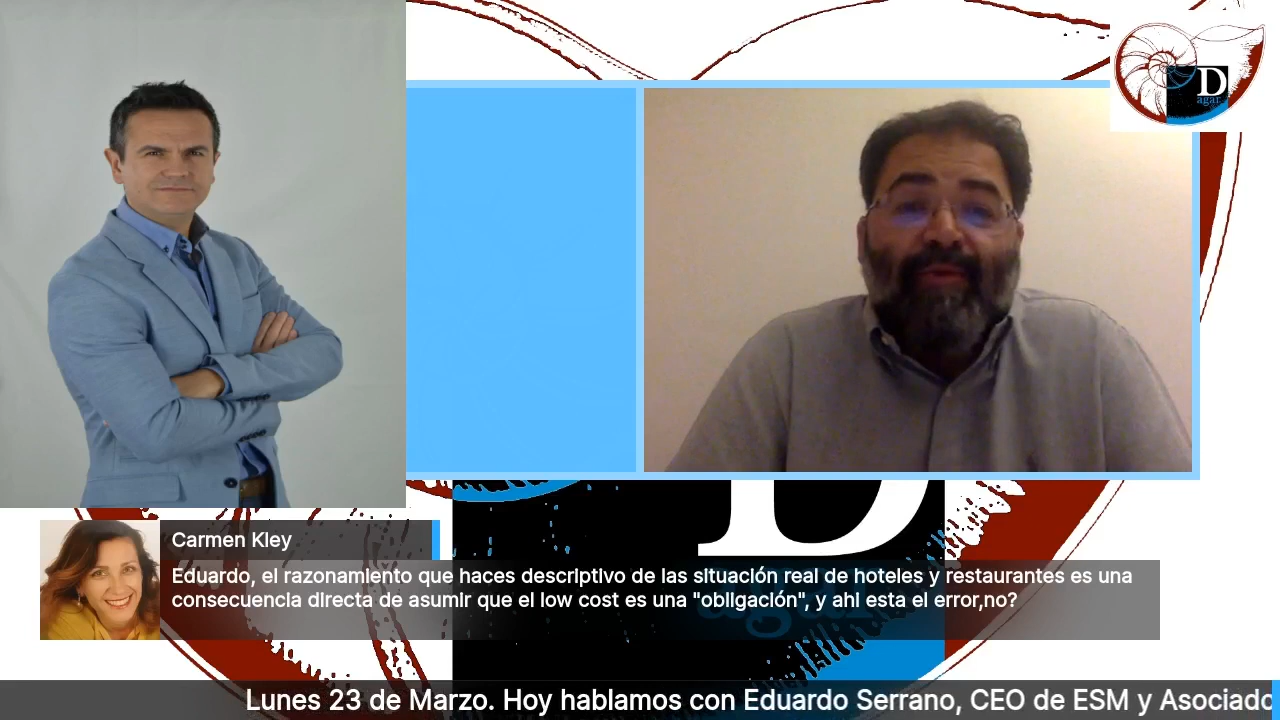 D
agar
Carmen Kley
Eduardo, el razonamiento que haces descriptivo de las situación real de hoteles y restaurantes es una
consecuencia directa de asumir que el low cost es una "obligación", y ahi esta el error,no?
Lunes 23 de Marzo. Hoy hablamos con Eduardo Serrano, CEO de ESM y Asociado